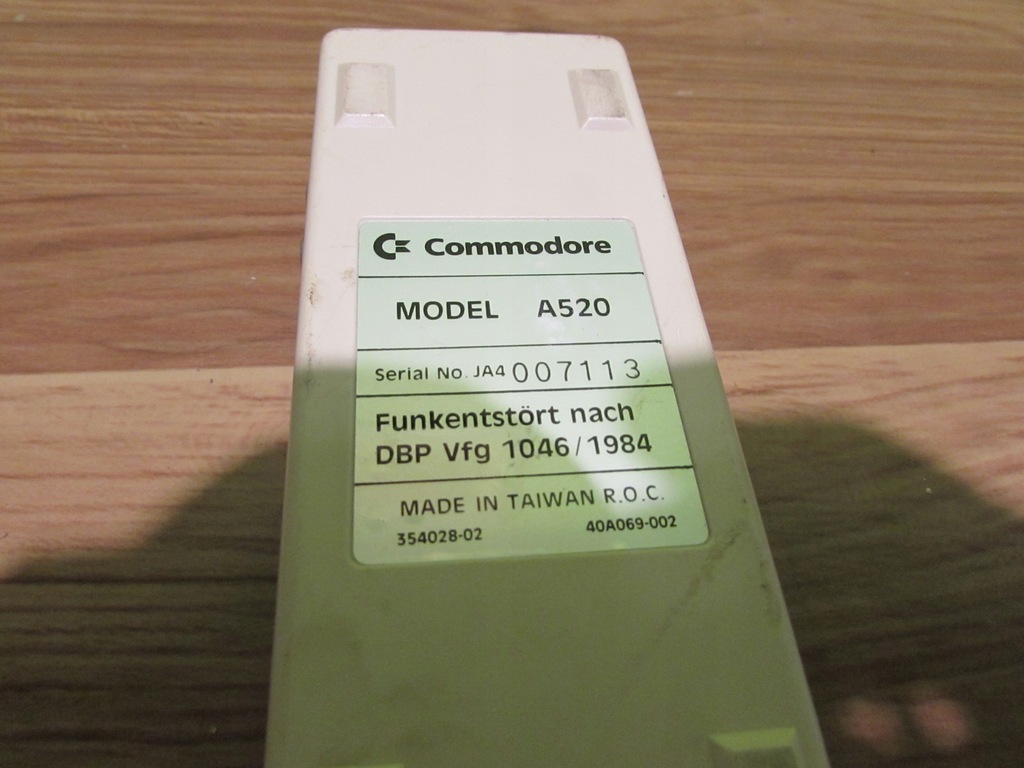 Commodore
MODEL A520
Serial No. JA4 007113
Funkentstört nach
DBP Vfg 1046/1984
MADE IN TAIWAN R.O.C.
354028-02 40A069-002